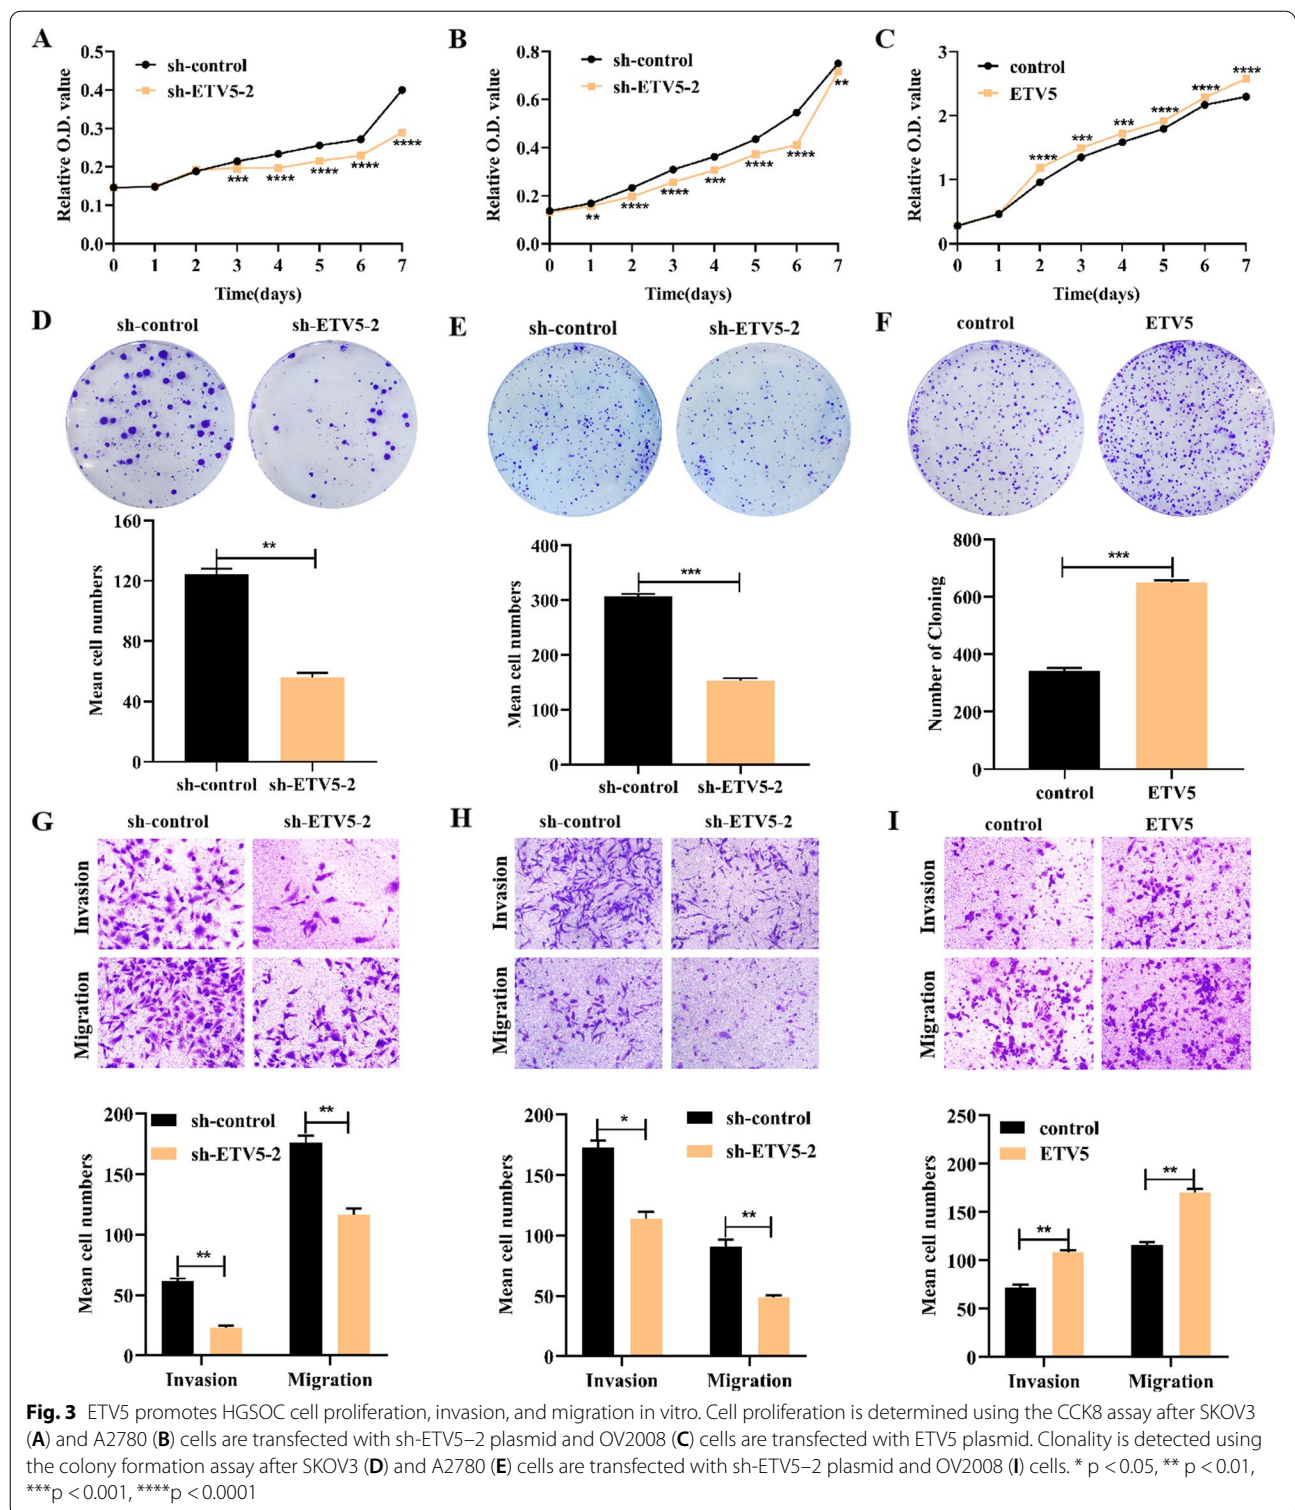 A
0.5
0.4
0.3
0.2
0.1
0.0
Relative O.D. value
sh-control
sh-ETV5-2
***
****
****
****
****
0 1 2 3 4 5 6 7
Time(days)
B
0.8
0.6
0.4
0.2
0.0
Relative O.D. value
sh-control
sh-ETV5-2
**
****
****
***
****
****
**
0 1 2 3 4 5 6 7
Time(days)
C
3
2
1
0
Relative O.D. value
control
ETV5
****
***
***
****
****
****
0 1 2 3 4 5 6 7
Time(days)
D
sh-control sh-ETV5-2
160
120
80
40
0
Mean cell numbers
**
sh-control sh-ETV5-2
E
sh-control sh-ETV5-2
400
300
200
100
0
Mean cell numbers
***
sh-control sh-ETV5-2
F
control ETV5
800
600
400
200
0
Number of Cloning
***
control ETV5
G
sh-control sh-ETV5-2
Invasion
Migration
200
150
100
50
0
Mean cell numbers
sh-control
sh-ETV5-2
**
**
Invasion Migration
H
sh-control sh-ETV5-2
Invasion
Migration
200
150
100
50
0
Mean cell numbers
sh-control
sh-ETV5-2
*
**
Invasion Migration
I
control ETV5
Invasion
Migration
250
200
150
100
50
0
Mean cell numbers
control
ETV5
**
**
Invasion Migration
Fig. 3 ETV5 promotes HGSOC cell proliferation, invasion, and migration in vitro. Cell proliferation is determined using the CCK8 assay after SKOV3
(A) and A2780 (B) cells are transfected with sh-ETV5–2 plasmid and OV2008 (C) cells are transfected with ETV5 plasmid. Clonality is detected using
the colony formation assay after SKOV3 (D) and A2780 (E) cells are transfected with sh-ETV5–2 plasmid and OV2008 (I) cells. * p < 0.05, ** p < 0.01,
***p < 0.001, ****p < 0.0001